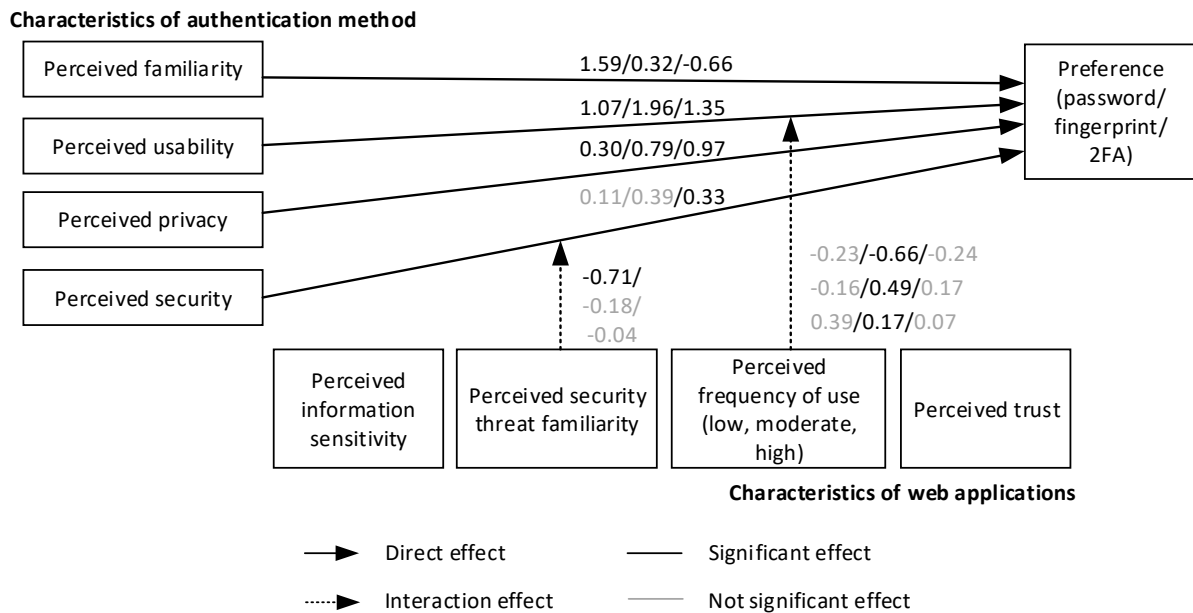 Characteristics of authentication method
Perceived familiarity
1.59/0.32/-0.66
Preference
(password/
fingerprint/
2FA)
Perceived usability
1.07/1.96/1.35
Perceived privacy
0.30/0.79/0.97
Perceived security
0.11/0.39/0.33
-0.71/
-0.18/
-0.04
-0.23/-0.66/-0.24
-0.16/0.49/0.17
0.39/0.17/0.07
Perceived
information
sensitivity
Perceived security
threat familiarity
Perceived
frequency of use
(low, moderate,
high)
Perceived trust
Characteristics of web applications
Direct effect
Significant effect
Interaction effect
Not significant effect